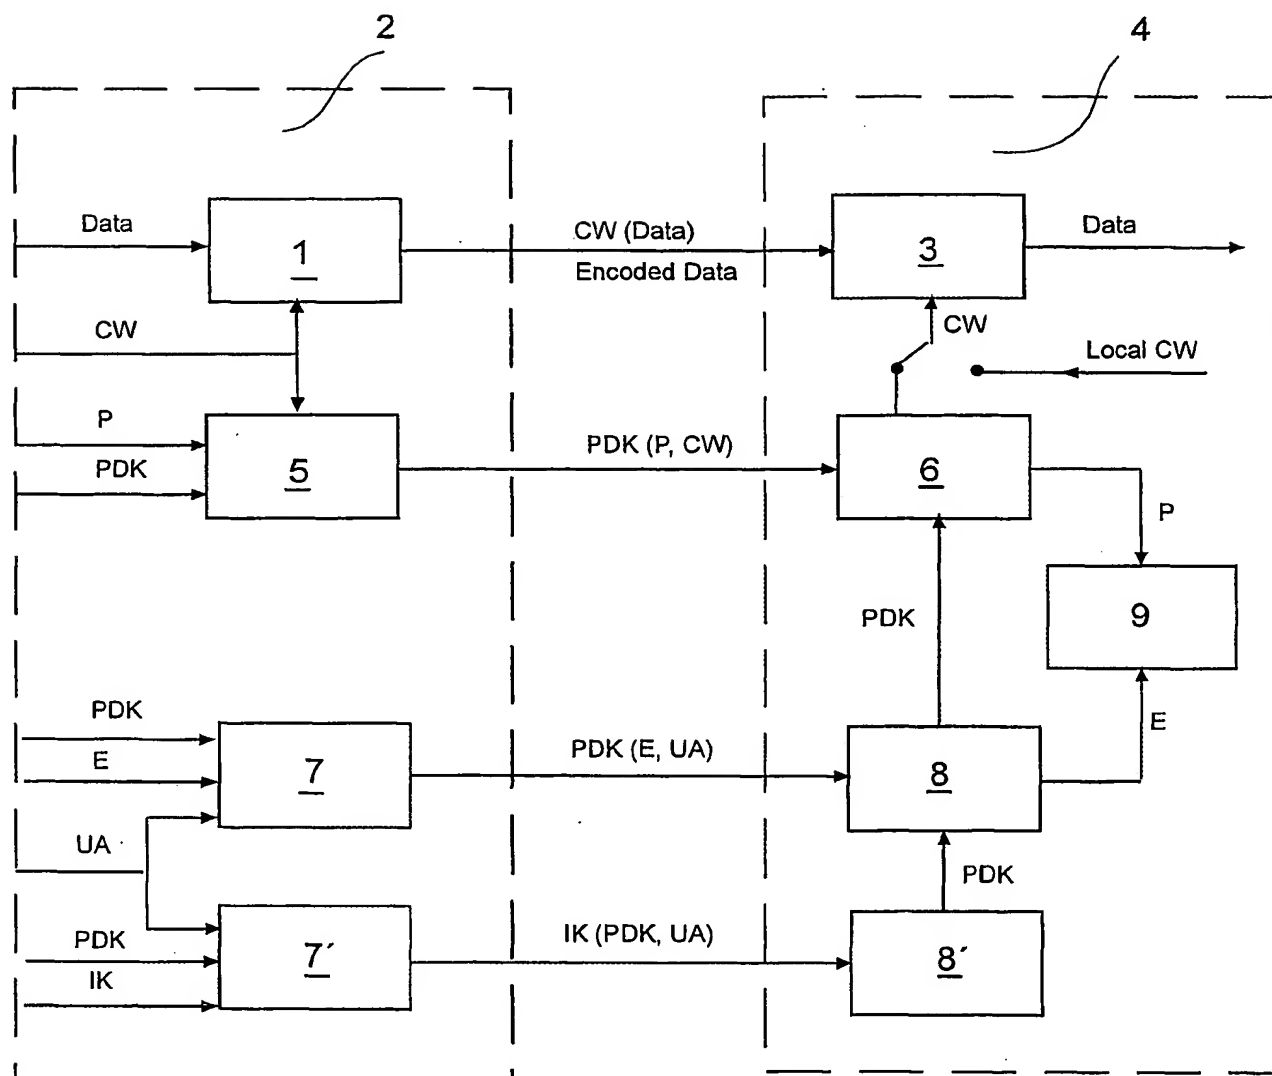 2
4
Data
1
CW (Data)
Encoded Data
3
Data
CW
CW
Local CW
P
PDK
5
PDK (P, CW)
6
P
PDK
9
PDK
E
7
PDK (E, UA)
8
E
UA
PDK
PDK
IK
7´
IK (PDK, UA)
8´